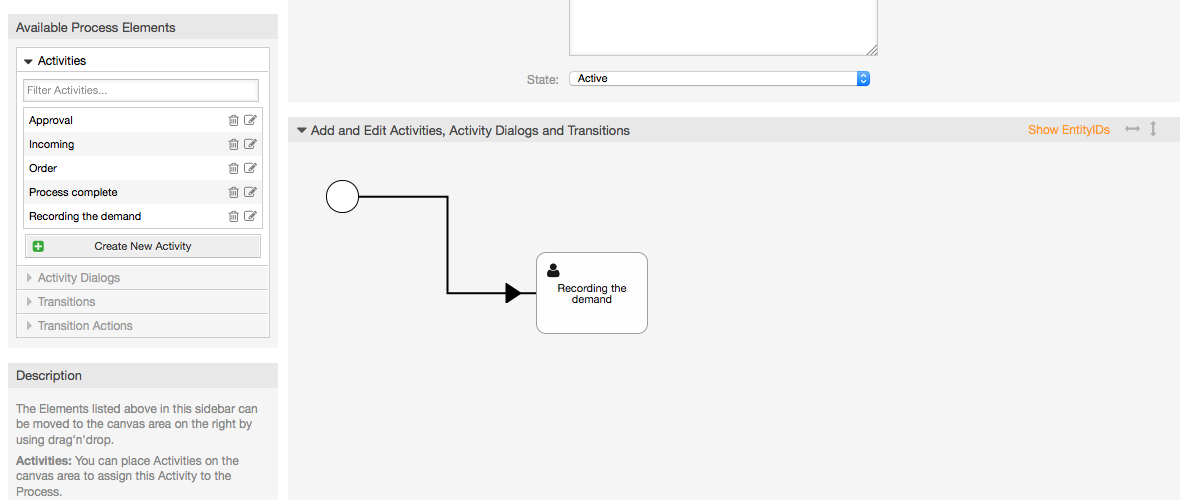 Available Process Elements
Activities
Filter Activities...
Approval
Incoming
Order
Process complete
Recording the demand
Create New Activity
Activity Dialogs
Transitions
Transition Actions
Description
The Elements listed above in this sidebar can
be moved to the canvas area on the right by
using drag'n'drop.
Activities: You can place Activities on the
canvas area to assign this Activity to the
Process.
State:
Active
Add and Edit Activities, Activity Dialogs and Transitions
Show EntityIDs
Recording the
demand